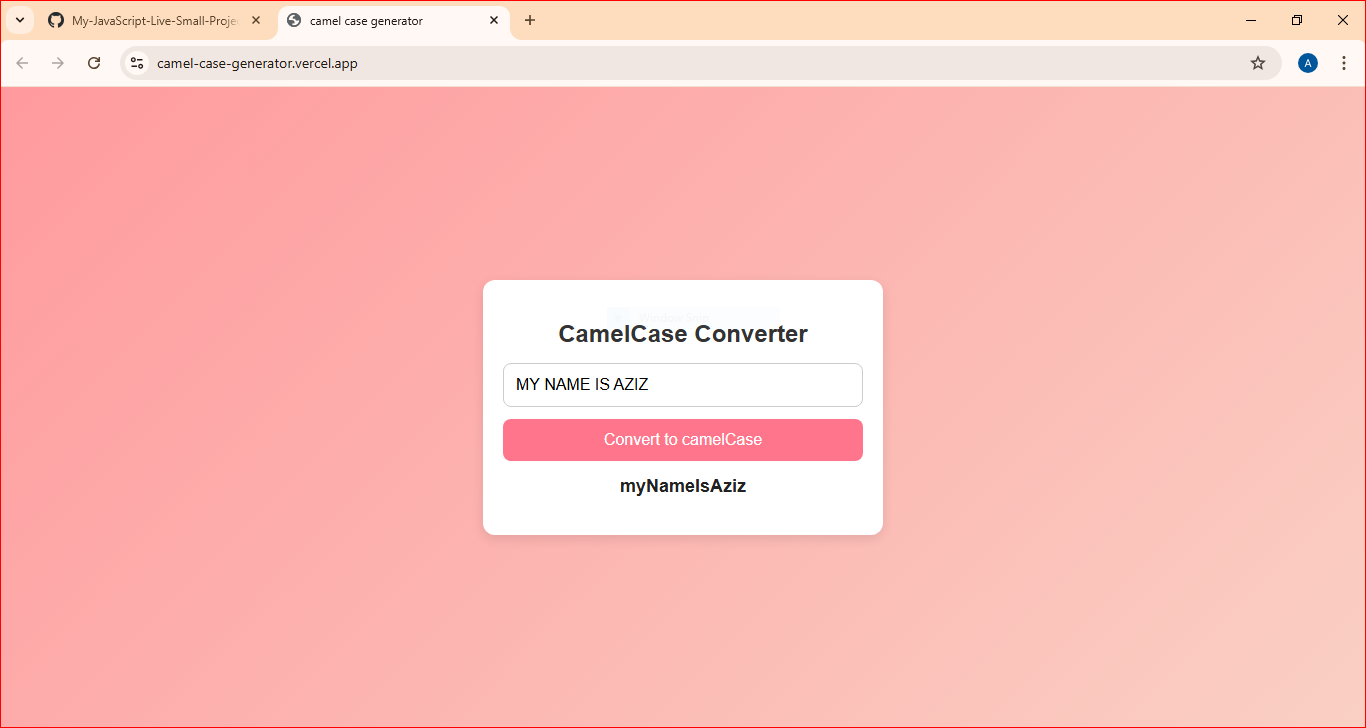 My-JavaScript-Live-Small-Proje
camel case generator
camel-case-generator.vercel.app
A
CamelCase Converter
MY NAME IS AZIZ
Convert to camelCase
myNameIsAziz